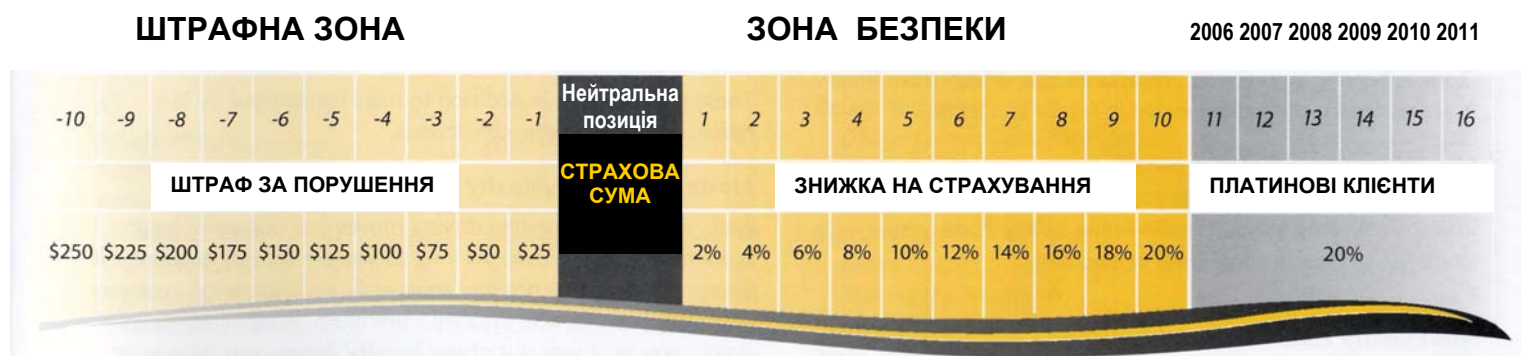 ШТРАФНА ЗОНА ЗОНА БЕЗПЕКИ 2006 2007 2008 2009 2010 2011
-10 -9 -8 -7 -6 -5 -4 -3 -2 -1 Нейтральна позиція 1 2 3 4 5 6 7 8 9 10 11 12 13 14 15 16
ШТРАФ ЗА ПОРУШЕННЯ СТРАХОВА СУМА ЗНИЖКА НА СТРАХУВАННЯ ПЛАТИНОВІ КЛІЄНТИ
$250 $225 $200 $175 $150 $125 $100 $75 $50 $25 2% 4% 6% 8% 10% 12% 14% 16% 18% 20% 20%